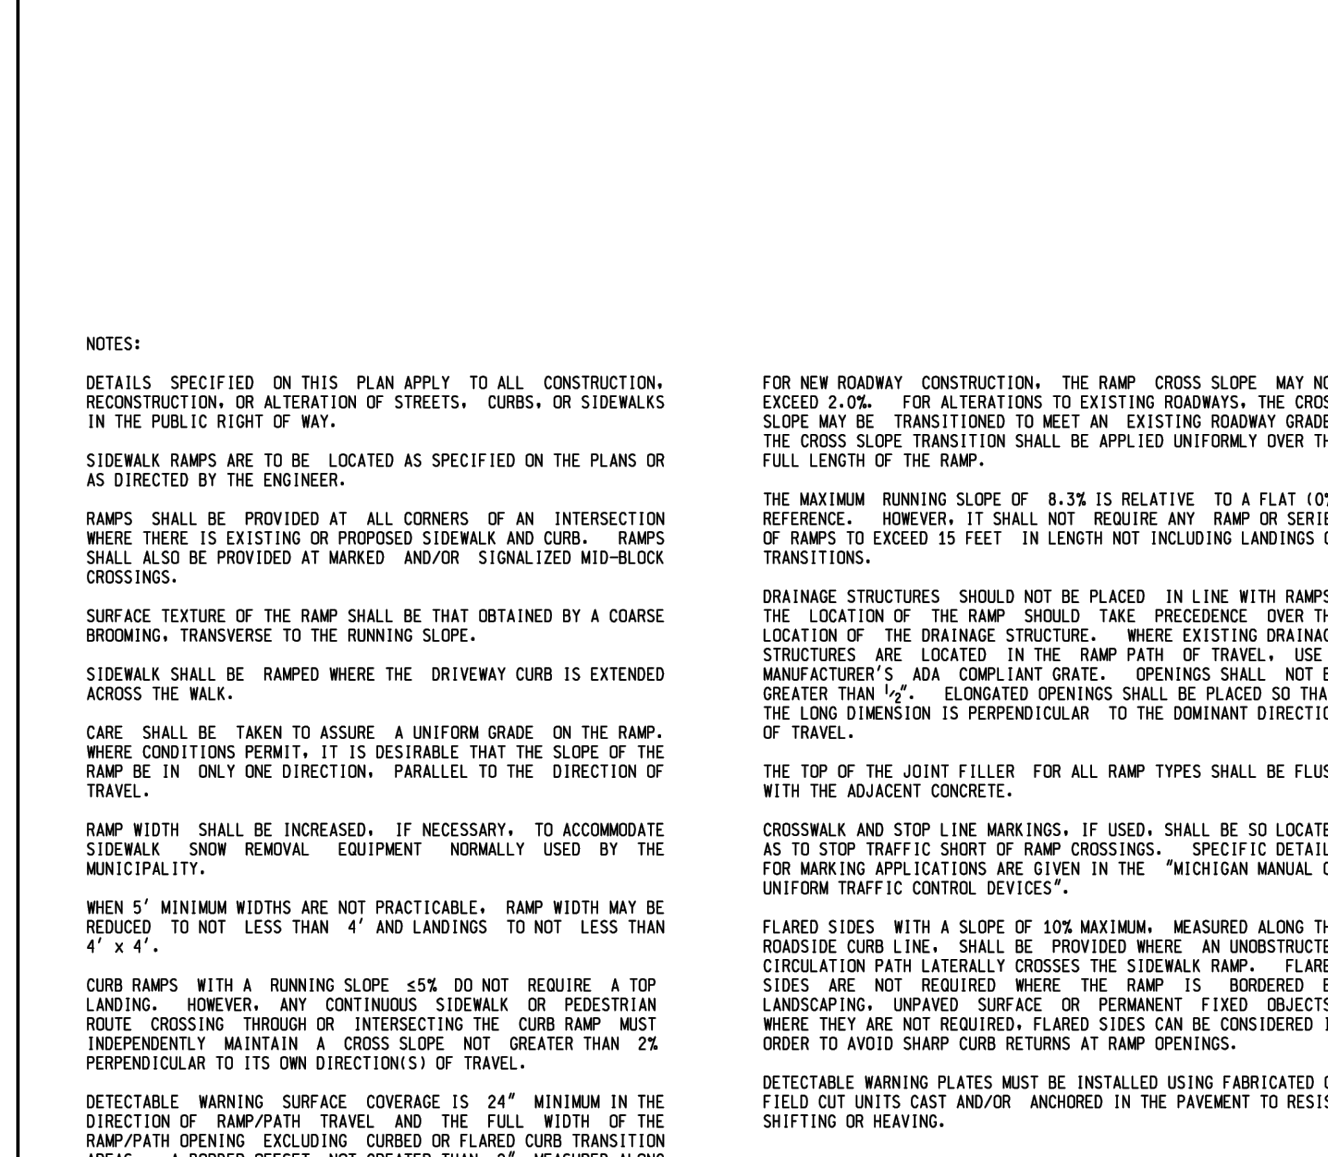 NOTES:
DETAILS SPECIFIED ON THIS PLAN APPLY TO ALL CONSTRUCTION,
RECONSTRUCTION, OR ALTERATION OF STREETS, CURBS, OR SIDEWALKS
IN THE PUBLIC RIGHT OF WAY.
SIDEWALK RAMPS ARE TO BE LOCATED AS SPECIFIED ON THE PLANS OR
AS DIRECTED BY THE ENGINEER.
RAMPS SHALL BE PROVIDED AT ALL CORNERS OF AN INTERSECTION
WHERE THERE IS EXISTING OR PROPOSED SIDEWALK AND CURB. RAMPS
SHALL ALSO BE PROVIDED AT MARKED AND/OR SIGNALIZED MID-BLOCK
CROSSINGS.
SURFACE TEXTURE OF THE RAMP SHALL BE THAT OBTAINED BY A COARSE
BROOMING, TRANSVERSE TO THE RUNNING SLOPE.
SIDEWALK SHALL BE RAMPED WHERE THE DRIVEWAY CURB IS EXTENDED
ACROSS THE WALK.
CARE SHALL BE TAKEN TO ASSURE A UNIFORM GRADE ON THE RAMP.
WHERE CONDITIONS PERMIT, IT IS DESIRABLE THAT THE SLOPE OF THE
RAMP BE IN ONLY ONE DIRECTION, PARALLEL TO THE DIRECTION OF
TRAVEL.
RAMP WIDTH SHALL BE INCREASED, IF NECESSARY, TO ACCOMMODATE
SIDEWALK SNOW REMOVAL EQUIPMENT NORMALLY USED BY THE
MUNICIPALITY.
WHEN 5' MINIMUM WIDTHS ARE NOT PRACTICABLE, RAMP WIDTH MAY BE
REDUCED TO NOT LESS THAN 4' AND LANDINGS TO NOT LESS THAN
4' x 4'.
CURB RAMPS WITH A RUNNING SLOPE ≤5% DO NOT REQUIRE A TOP
LANDING. HOWEVER, ANY CONTINUOUS SIDEWALK OR PEDESTRIAN
ROUTE CROSSING THROUGH OR INTERSECTING THE CURB RAMP MUST
INDEPENDENTLY MAINTAIN A CROSS SLOPE NOT GREATER THAN 2%
PERPENDICULAR TO ITS OWN DIRECTION(S) OF TRAVEL.
DETECTABLE WARNING SURFACE COVERAGE IS 24" MINIMUM IN THE
DIRECTION OF RAMP/PATH TRAVEL AND THE FULL WIDTH OF THE
RAMP/PATH OPENING EXCLUDING CURBED OR FLARED CURB TRANSITION
FOR NEW ROADWAY CONSTRUCTION, THE RAMP CROSS SLOPE MAY
EXCEED 2.0%. FOR ALTERATIONS TO EXISTING ROADWAYS, THE
SLOPE MAY BE TRANSITIONED TO MEET AN EXISTING ROADWAY GRADE
THE CROSS SLOPE TRANSITION SHALL BE APPLIED UNIFORMLY OVER
FULL LENGTH OF THE RAMP.
THE MAXIMUM RUNNING SLOPE OF 8.3% IS RELATIVE TO A FLAT (0%
REFERENCE. HOWEVER, IT SHALL NOT REQUIRE ANY RAMP OR
OF RAMPS TO EXCEED 15 FEET IN LENGTH NOT INCLUDING LANDINGS
TRANSITIONS.
DRAINAGE STRUCTURES SHOULD NOT BE PLACED IN LINE WITH RAMPS
THE LOCATION OF THE RAMP SHOULD TAKE PRECEDENCE OVER
LOCATION OF THE DRAINAGE STRUCTURE. WHERE EXISTING
STRUCTURES ARE LOCATED IN THE RAMP PATH OF TRAVEL, USE
MANUFACTURER'S ADA COMPLIANT GRATE. OPENINGS SHALL NOT
GREATER THAN 1/2". ELONGATED OPENINGS SHALL BE PLACED SO
THE LONG DIMENSION IS PERPENDICULAR TO THE DOMINANT
OF TRAVEL.
THE TOP OF THE JOINT FILLER FOR ALL RAMP TYPES SHALL BE
WITH THE ADJACENT CONCRETE.
CROSSWALK AND STOP LINE MARKINGS, IF USED, SHALL BE SO
AS TO STOP TRAFFIC SHORT OF RAMP CROSSINGS. SPECIFIC
FOR MARKING APPLICATIONS ARE GIVEN IN THE "MICHIGAN MANUAL
UNIFORM TRAFFIC CONTROL DEVICES".
FLARED SIDES WITH A SLOPE OF 10% MAXIMUM, MEASURED ALONG
ROADSIDE CURB LINE, SHALL BE PROVIDED WHERE AN
CIRCULATION PATH LATERALLY CROSSES THE SIDEWALK RAMP.
SIDES ARE NOT REQUIRED WHERE THE RAMP IS BORDERED
LANDSCAPING, UNPAVED SURFACE OR PERMANENT FIXED OBJECTS
WHERE THEY ARE NOT REQUIRED, FLARED SIDES CAN BE CONSIDERED
ORDER TO AVOID SHARP CURB RETURNS AT RAMP OPENINGS.
DETECTABLE WARNING PLATES MUST BE INSTALLED USING FABRICATED
FIELD CUT UNITS CAST AND/OR ANCHORED IN THE PAVEMENT TO
SHIFTING OR HEAVING.